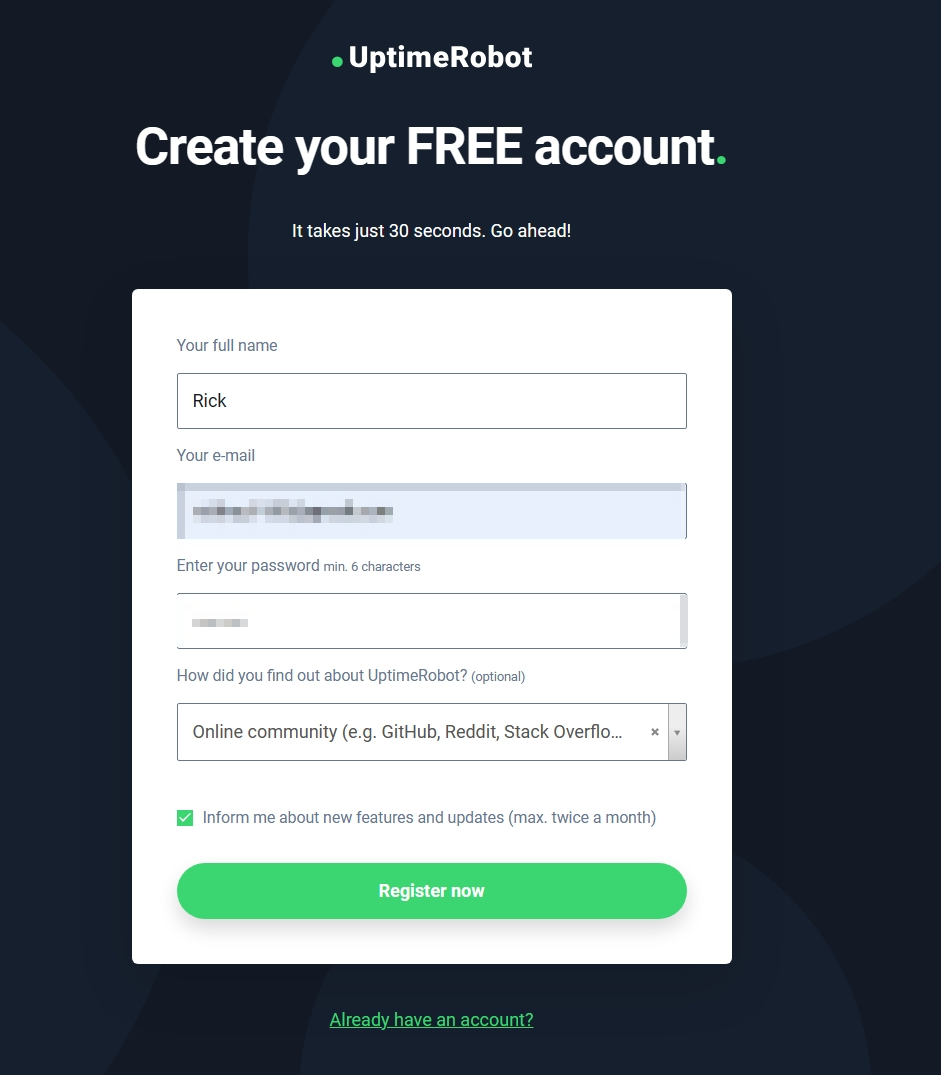 UptimeRobot
Create your FREE account.
It takes just 30 seconds. Go ahead!
Your full name
Rick
Your e-mail
Enter your password min. 6 characters
How did you find out about UptimeRobot? (optional)
Online community (e.g. GitHub, Reddit, Stack Overflo...
Inform me about new features and updates (max. twice a month)
Register now
Already have an account?